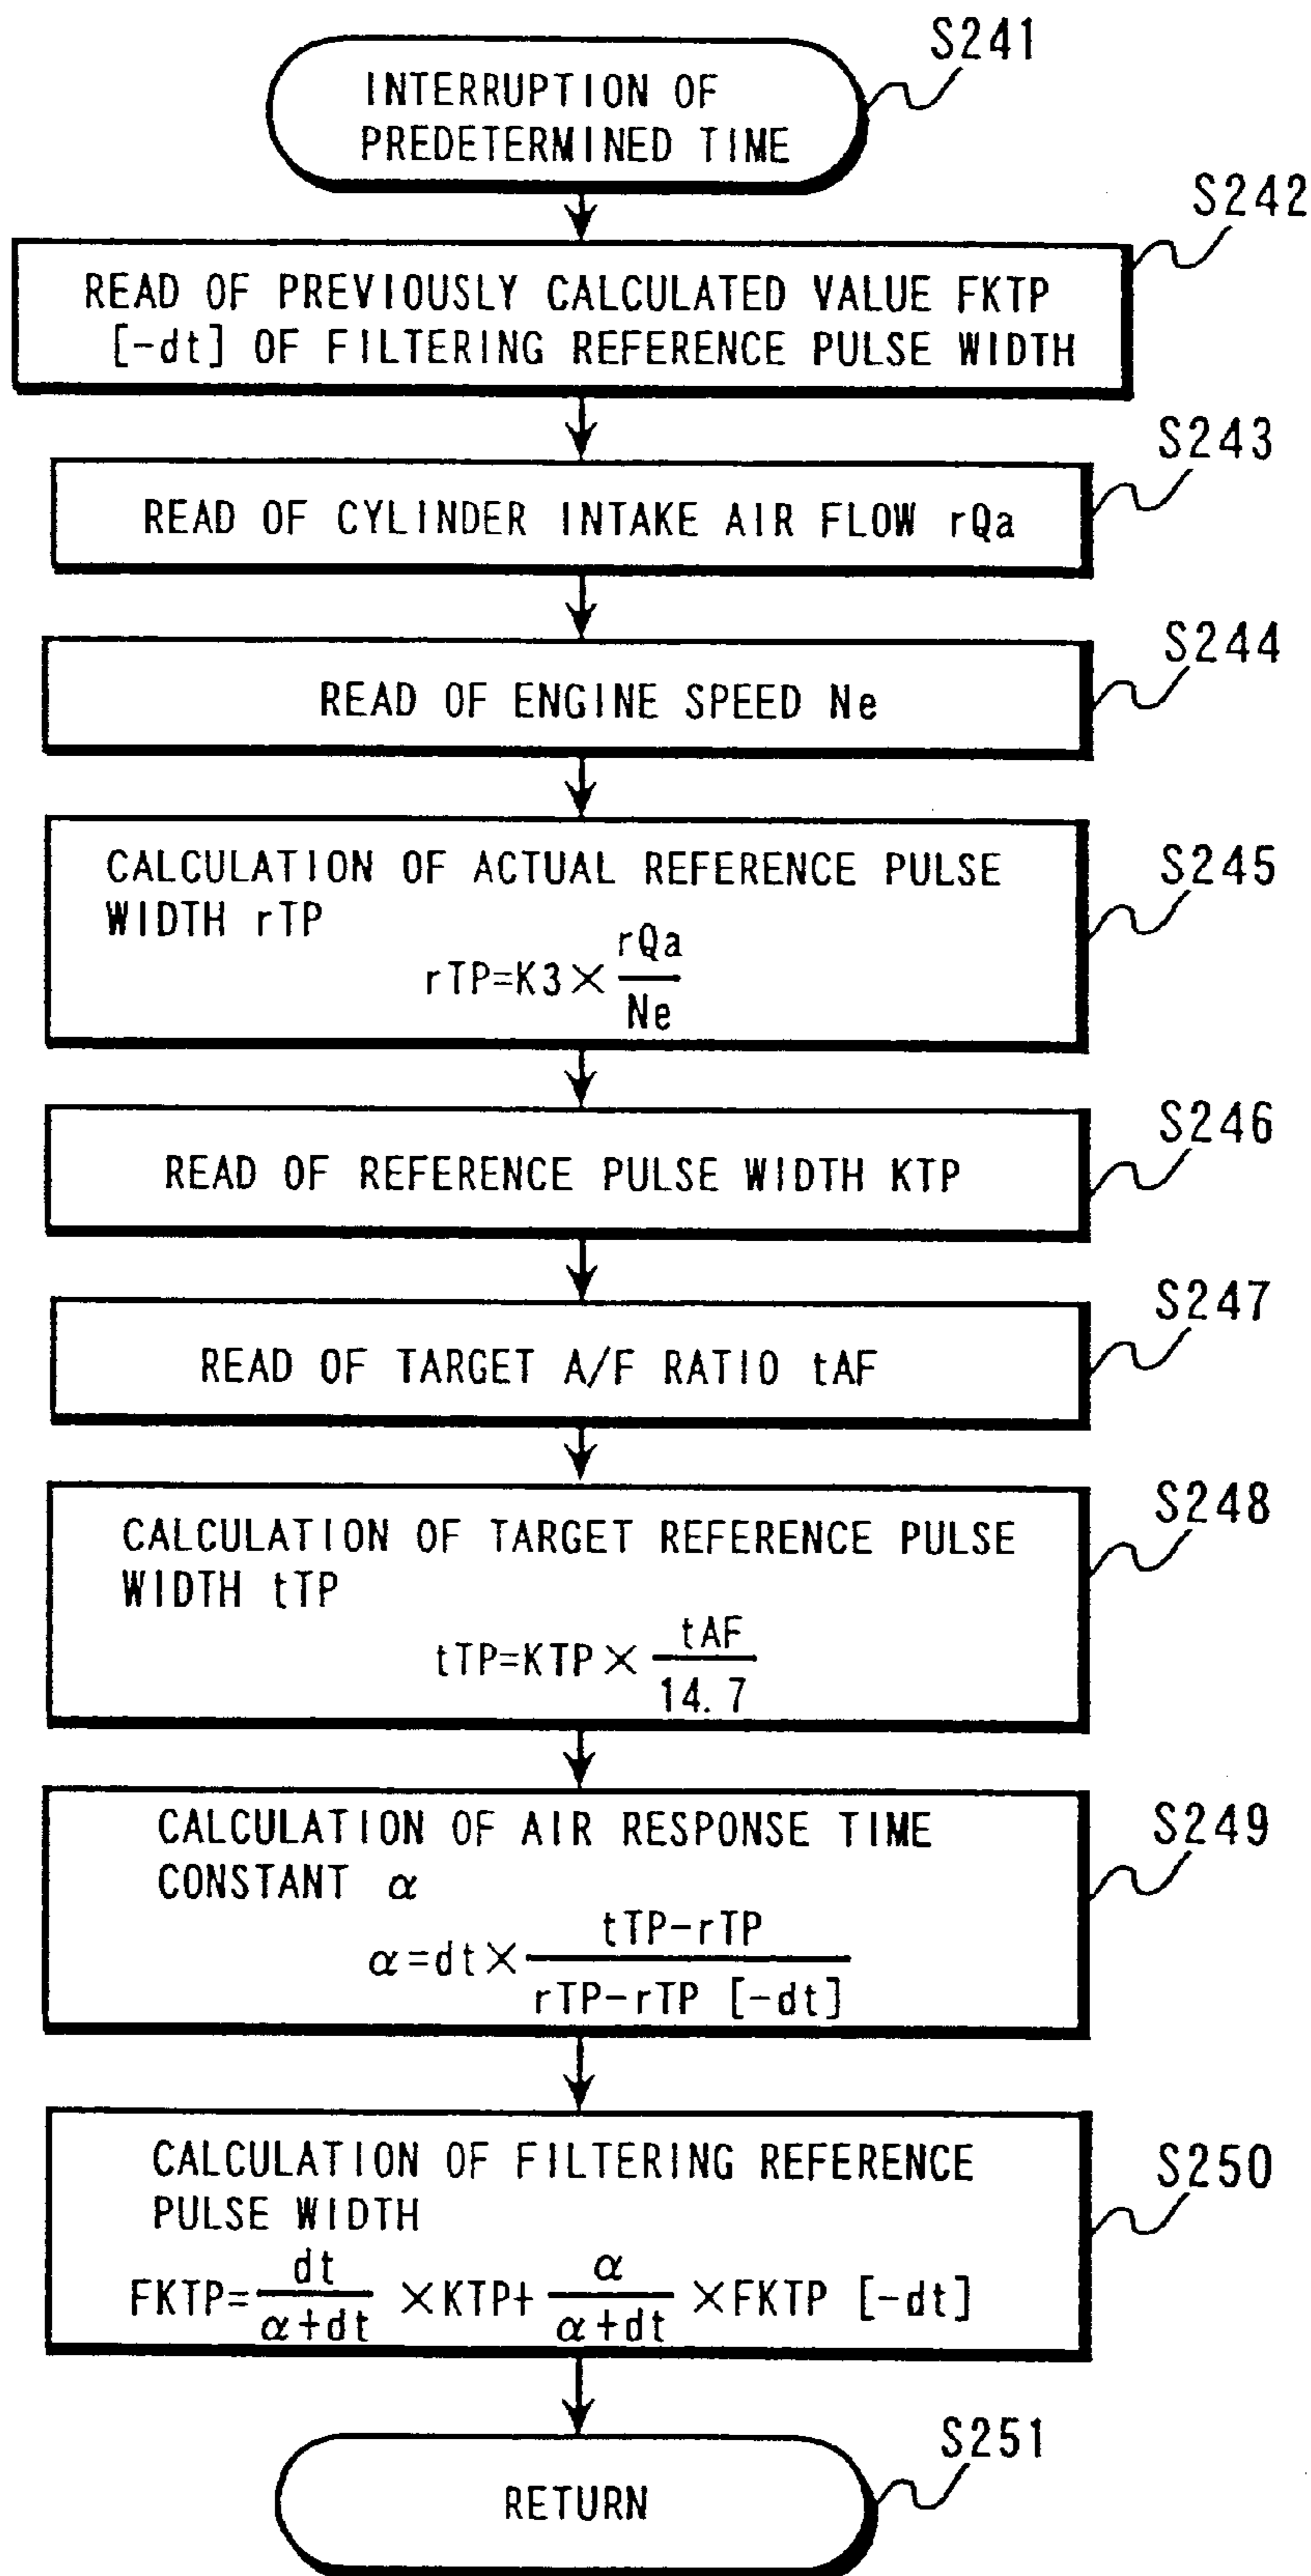 S241
INTERRUPTION OF
PREDETERMINED TIME
S242
READ OF PREVIOUSLY CALCULATED VALUE FKTP
[-dt] OF FILTERING REFERENCE PULSE WIDTH
S243
READ OF CYLINDER INTAKE AIR FLOW rQa
S244
READ OF ENGINE SPEED Ne
S245
CALCULATION OF ACTUAL REFERENCE PULSE
WIDTH rTP
rTP=K3×rQa/Ne
S246
READ OF REFERENCE PULSE WIDTH KTP
S247
READ OF TARGET A/F RATIO tAF
S248
CALCULATION OF TARGET REFERENCE PULSE
WIDTH tTP
tTP=KTP×tAF/14.7
S249
CALCULATION OF AIR RESPONSE TIME
CONSTANT α
α=dt×(tTP-rTP)/(rTP-rTP [-dt])
S250
CALCULATION OF FILTERING REFERENCE
PULSE WIDTH
FKTP=dt/(α+dt) ×KTP+α/(α+dt) ×FKTP [-dt]
S251
RETURN